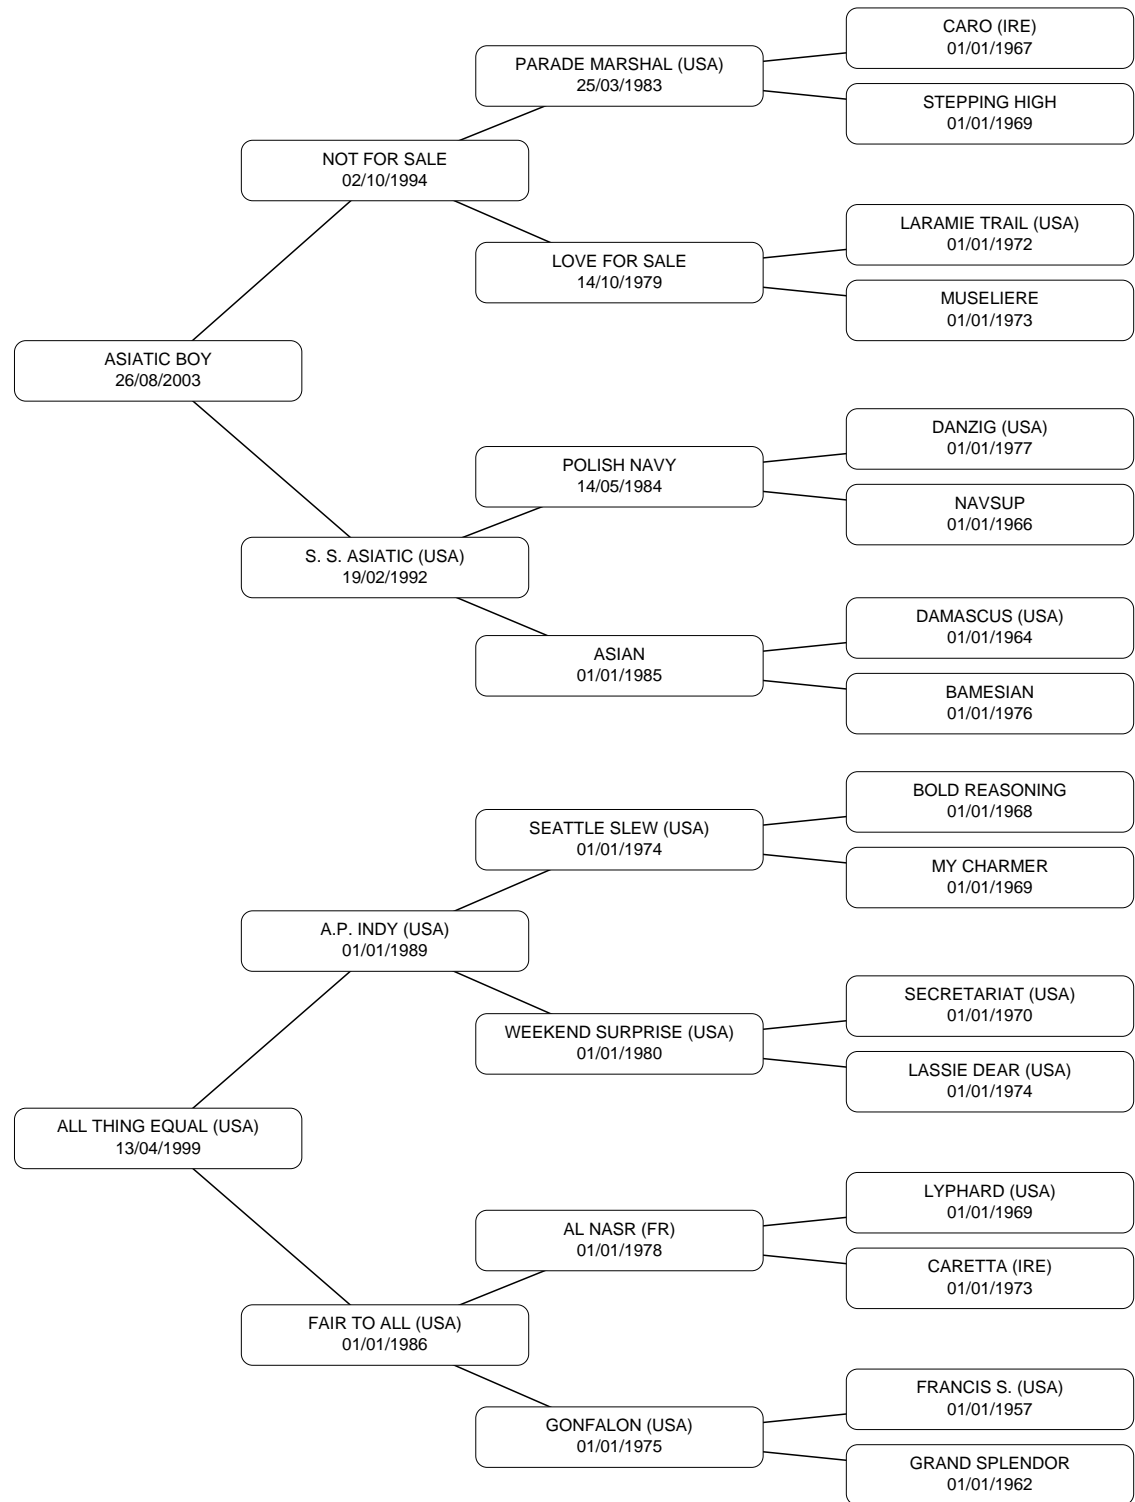 CARO (IRE)
01/01/1967
PARADE MARSHAL (USA)
25/03/1983
STEPPING HIGH
01/01/1969
NOT FOR SALE
02/10/1994
LARAMIE TRAIL (USA)
01/01/1972
LOVE FOR SALE
14/10/1979
MUSELIERE
01/01/1973
ASIATIC BOY
26/08/2003
DANZIG (USA)
01/01/1977
POLISH NAVY
14/05/1984
NAVSUP
01/01/1966
S. S. ASIATIC (USA)
19/02/1992
DAMASCUS (USA)
01/01/1964
ASIAN
01/01/1985
BAMESIAN
01/01/1976
BOLD REASONING
01/01/1968
SEATTLE SLEW (USA)
01/01/1974
MY CHARMER
01/01/1969
A.P. INDY (USA)
01/01/1989
SECRETARIAT (USA)
01/01/1970
WEEKEND SURPRISE (USA)
01/01/1980
LASSIE DEAR (USA)
01/01/1974
ALL THING EQUAL (USA)
13/04/1999
LYPHARD (USA)
01/01/1969
AL NASR (FR)
01/01/1978
CARETTA (IRE)
01/01/1973
FAIR TO ALL (USA)
01/01/1986
FRANCIS S. (USA)
01/01/1957
GONFALON (USA)
01/01/1975
GRAND SPLENDOR
01/01/1962